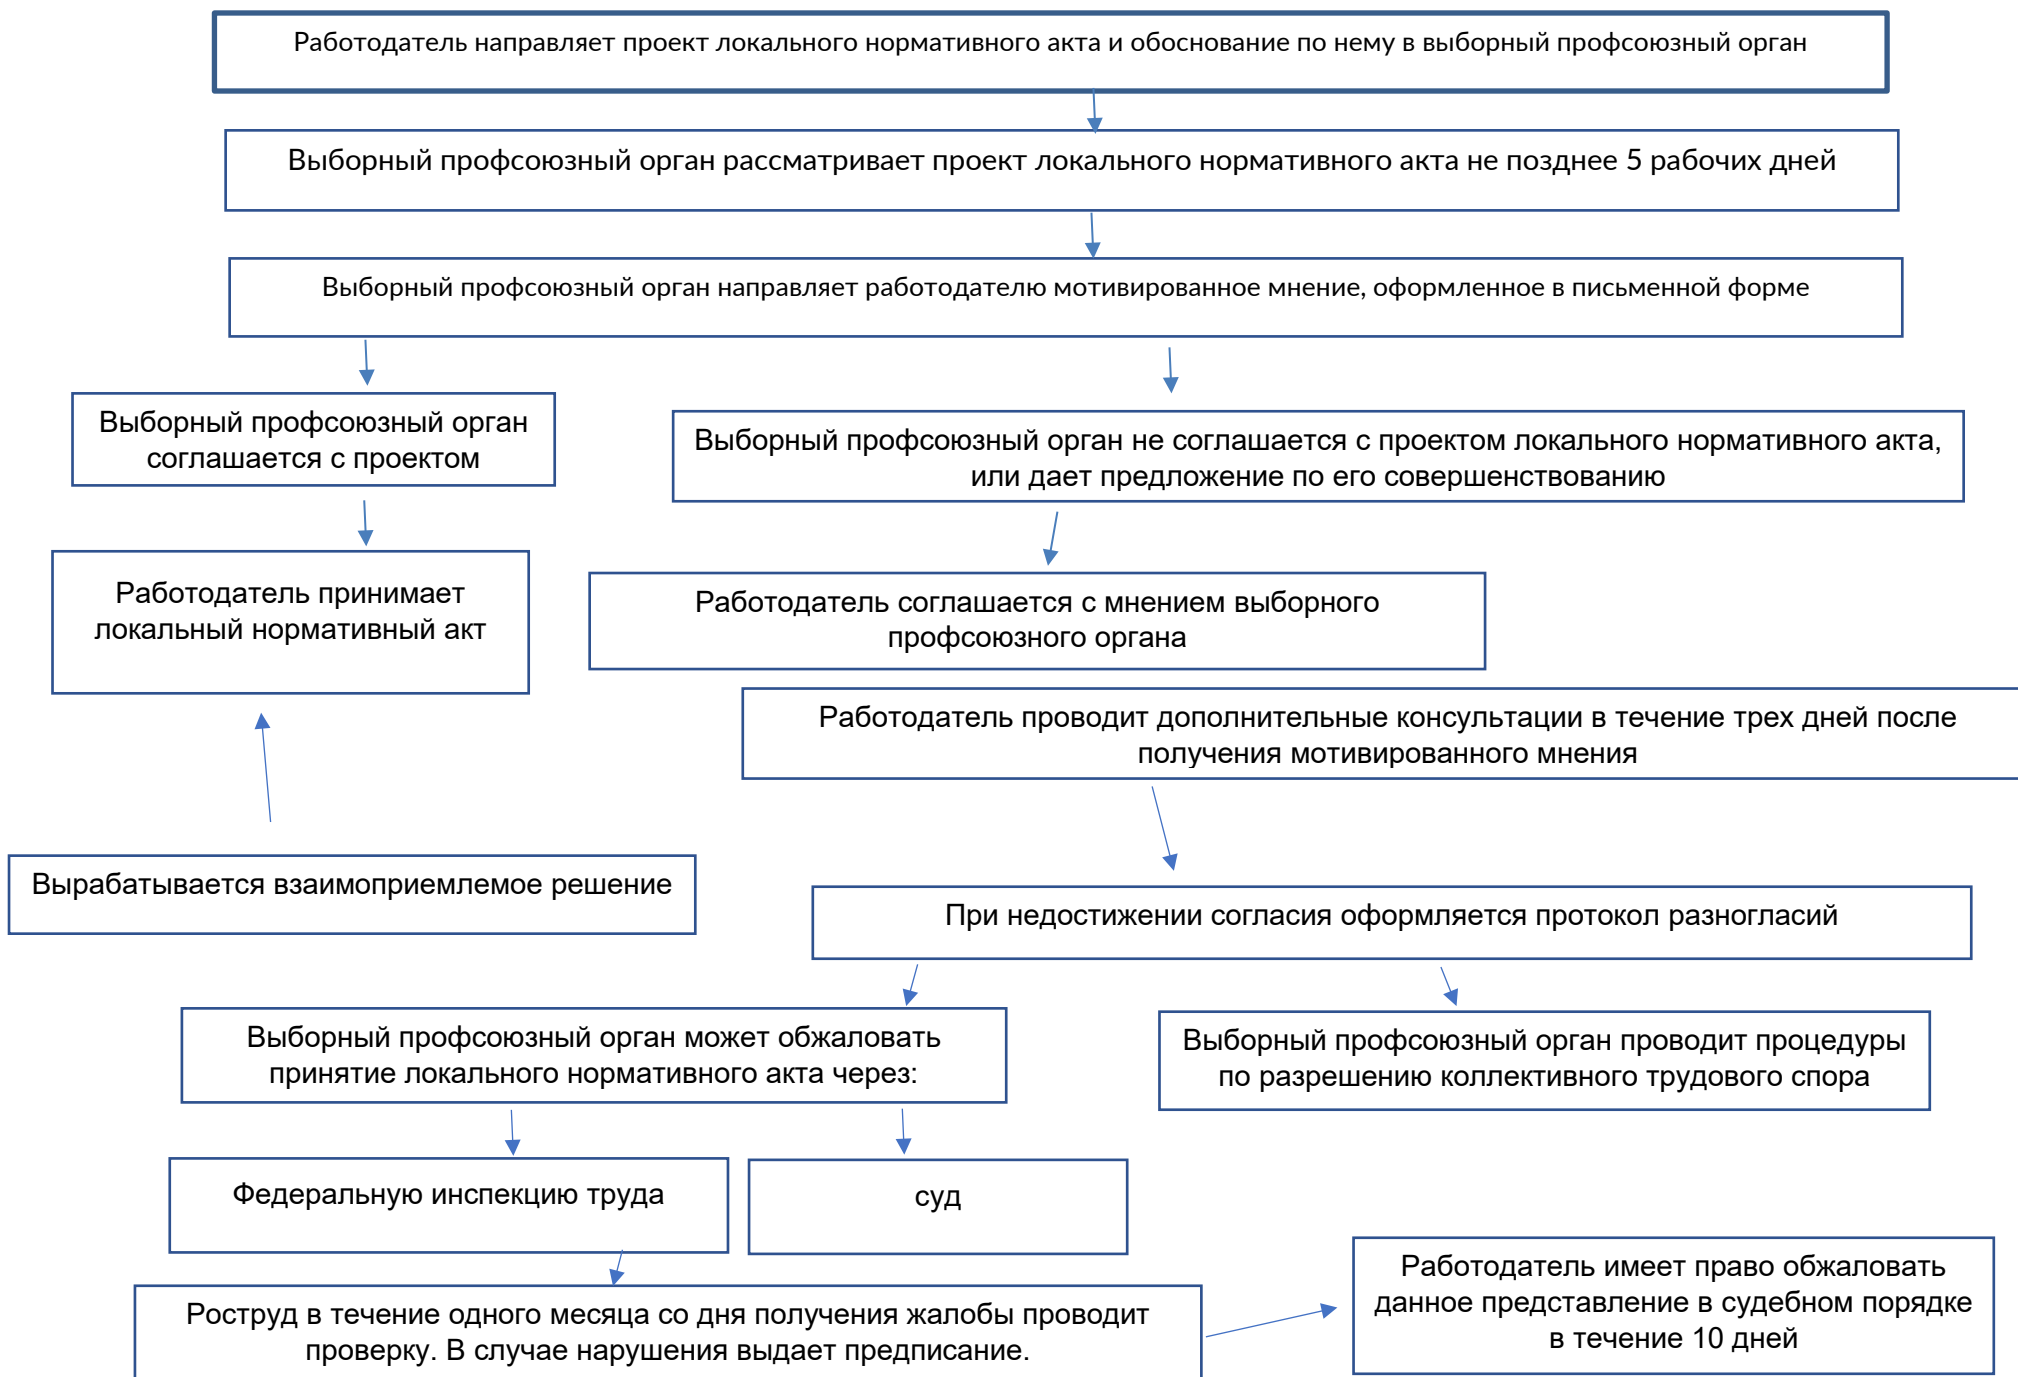 Работодатель направляет проект локального нормативного акта и обоснование по нему в выборный профсоюзный орган
Выборный профсоюзный орган рассматривает проект локального нормативного акта не позднее 5 рабочих дней
Выборный профсоюзный орган направляет работодателю мотивированное мнение, оформленное в письменной форме
Выборный профсоюзный орган
соглашается с проектом
Выборный профсоюзный орган не соглашается с проектом локального нормативного акта,
или дает предложение по его совершенствованию
Работодатель принимает
локальный нормативный акт
Работодатель соглашается с мнением выборного
профсоюзного органа
Работодатель проводит дополнительные консультации в течение трех дней после
получения мотивированного мнения
Вырабатывается взаимоприемлемое решение
При недостижении согласия оформляется протокол разногласий
Выборный профсоюзный орган может обжаловать
принятие локального нормативного акта через:
Выборный профсоюзный орган проводит процедуры
по разрешению коллективного трудового спора
Федеральную инспекцию труда
суд
Роструд в течение одного месяца со дня получения жалобы проводит
проверку. В случае нарушения выдает предписание.
Работодатель имеет право обжаловать
данное представление в судебном порядке
в течение 10 дней